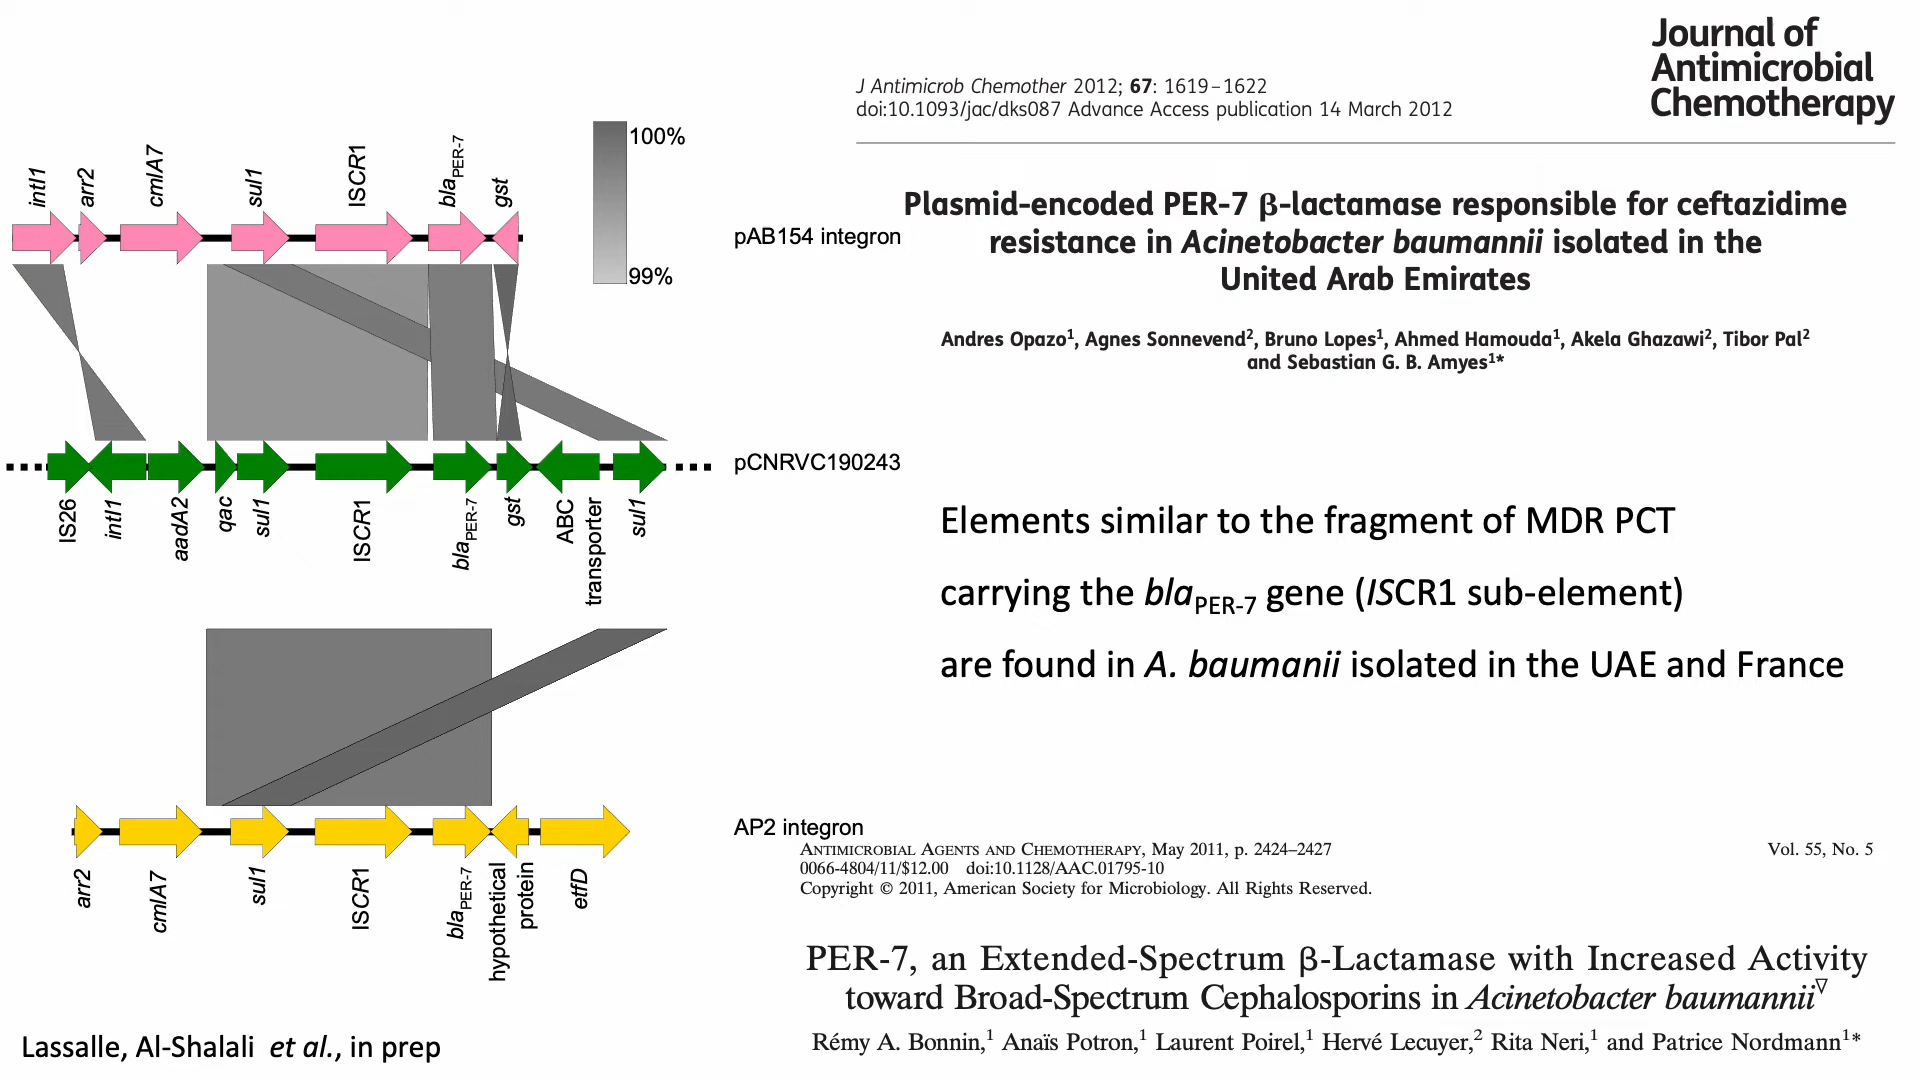 Journal of
Antimicrobial
Chemotherapy
J Antimicrob Chemother 2012; 67: 1619–1622
doi:10.1093/jac/dks087 Advance Access publication 14 March 2012
Plasmid-encoded PER-7 β-lactamase responsible for ceftazidime
resistance in Acinetobacter baumannii isolated in the
United Arab Emirates
Andres Opazo1, Agnes Sonnevend2, Bruno Lopes1, Ahmed Hamouda1, Akela Ghazawi2, Tibor Pal2
and Sebastian G. B. Amyes1*
100%
99%
intI1
arr2
cmlA7
sul1
ISCR1
blaPER-7
gst
pAB154 integron
pCNRVC190243
IS26
intI1
aadA2
qac
sul1
ISCR1
blaPER-7
gst
ABC
transporter
sul1
Elements similar to the fragment of MDR PCT
carrying the blaPER-7 gene (ISCR1 sub-element)
are found in A. baumanii isolated in the UAE and France
AP2 integron
arr2
cmlA7
sul1
ISCR1
blaPER-7
hypothetical
protein
etfD
ANTIMICROBIAL AGENTS AND CHEMOTHERAPY, May 2011, p. 2424–2427 Vol. 55, No. 5
0066-4804/11/$12.00 doi:10.1128/AAC.01795-10
Copyright © 2011, American Society for Microbiology. All Rights Reserved.
PER-7, an Extended-Spectrum β-Lactamase with Increased Activity
toward Broad-Spectrum Cephalosporins in Acinetobacter baumannii∇
Rémy A. Bonnin,1 Anaïs Potron,1 Laurent Poirel,1 Hervé Lecuyer,2 Rita Neri,1 and Patrice Nordmann1*
Lassalle, Al-Shalali et al., in prep